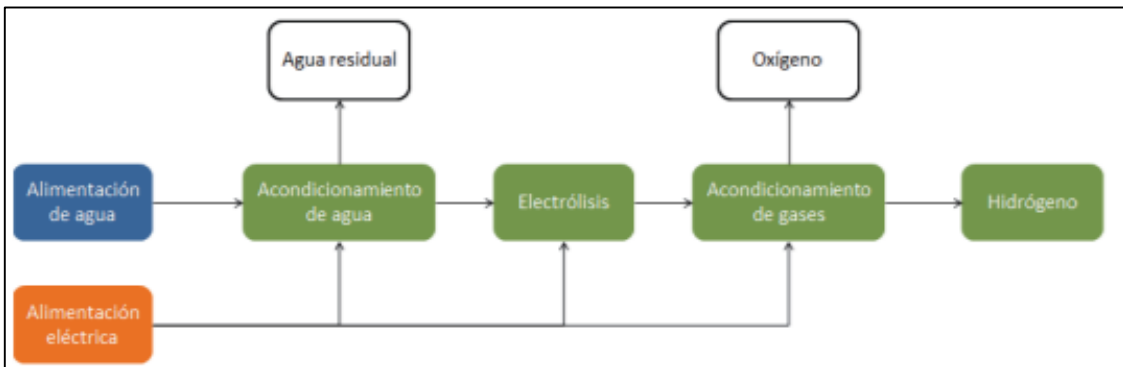 Agua residual
Oxígeno
Alimentación
de agua
Acondicionamiento
de agua
Electrólisis
Acondicionamiento
de gases
Hidrógeno
Alimentación
eléctrica